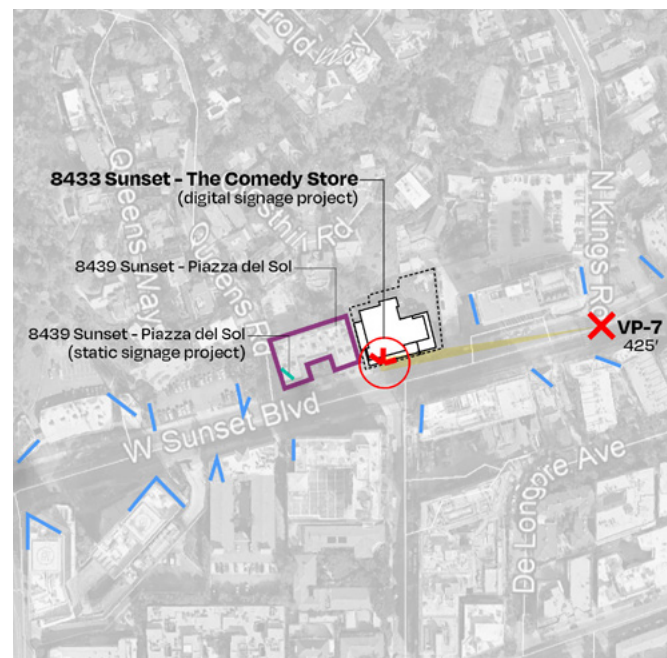 Harold Way
Queens Way
Queens Rd
N Kings Rd
8433 Sunset - The Comedy Store
(digital signage project)
8439 Sunset - Piazza del Sol
8439 Sunset - Piazza del Sol
(static signage project)
VP-7
425'
W Sunset Blvd
De Longpre Ave